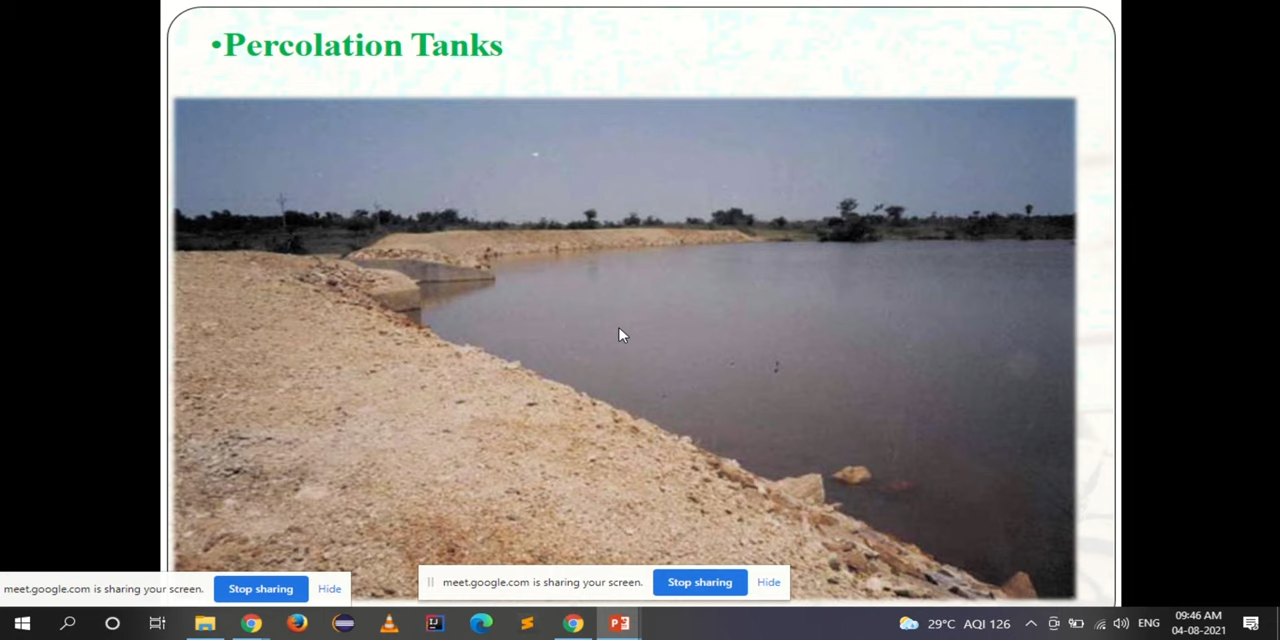 •Percolation Tanks
meet.google.com is sharing your screen. Stop sharing Hide
meet.google.com is sharing your screen. Stop sharing Hide
29°C AQI 126 ENG 09:46 AM
04-08-2021